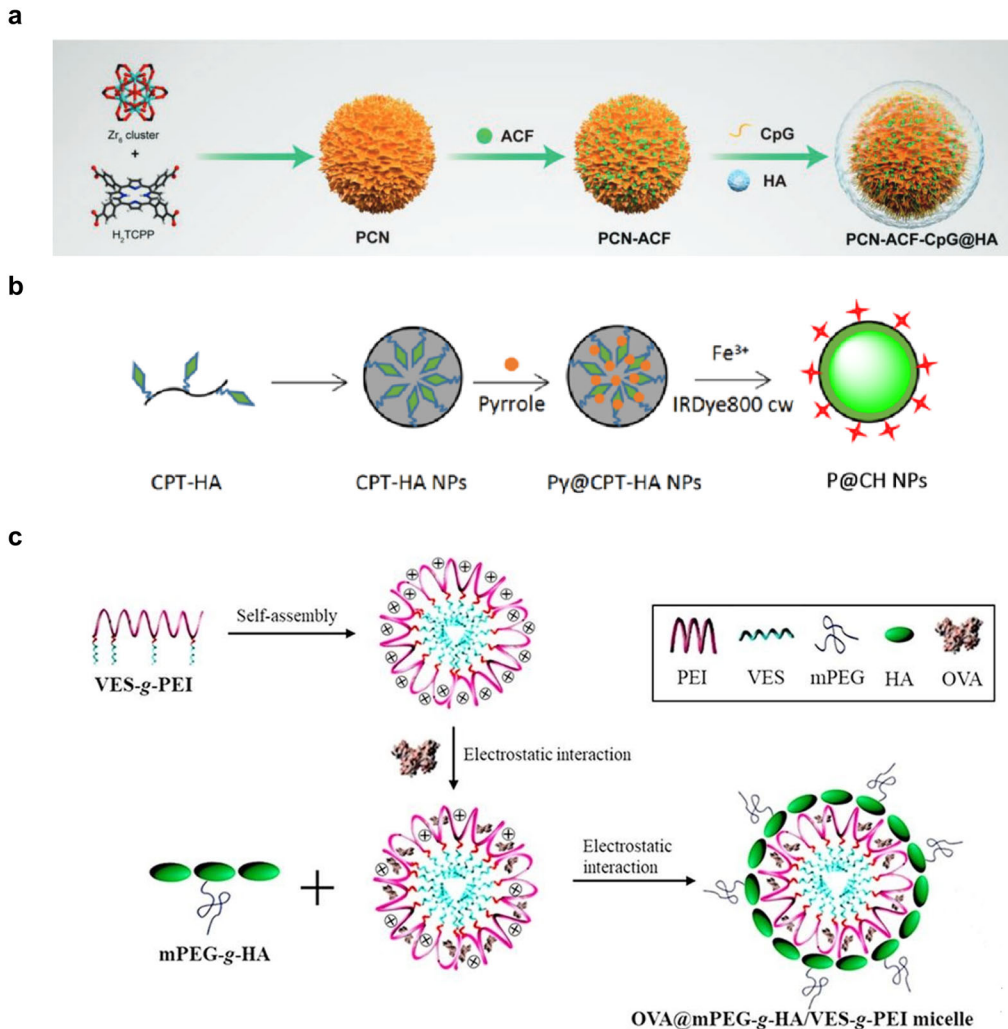 a
Zr₆ cluster
+
H₂TCPP
PCN
ACF
PCN-ACF
CpG
HA
PCN-ACF-CpG@HA
b
CPT-HA
CPT-HA NPs
Pyrrole
Py@CPT-HA NPs
Fe³⁺
IRDye800 cw
P@CH NPs
c
VES-g-PEI
Self-assembly
PEI VES mPEG HA OVA
Electrostatic interaction
mPEG-g-HA
+
Electrostatic
interaction
OVA@mPEG-g-HA/VES-g-PEI micelle